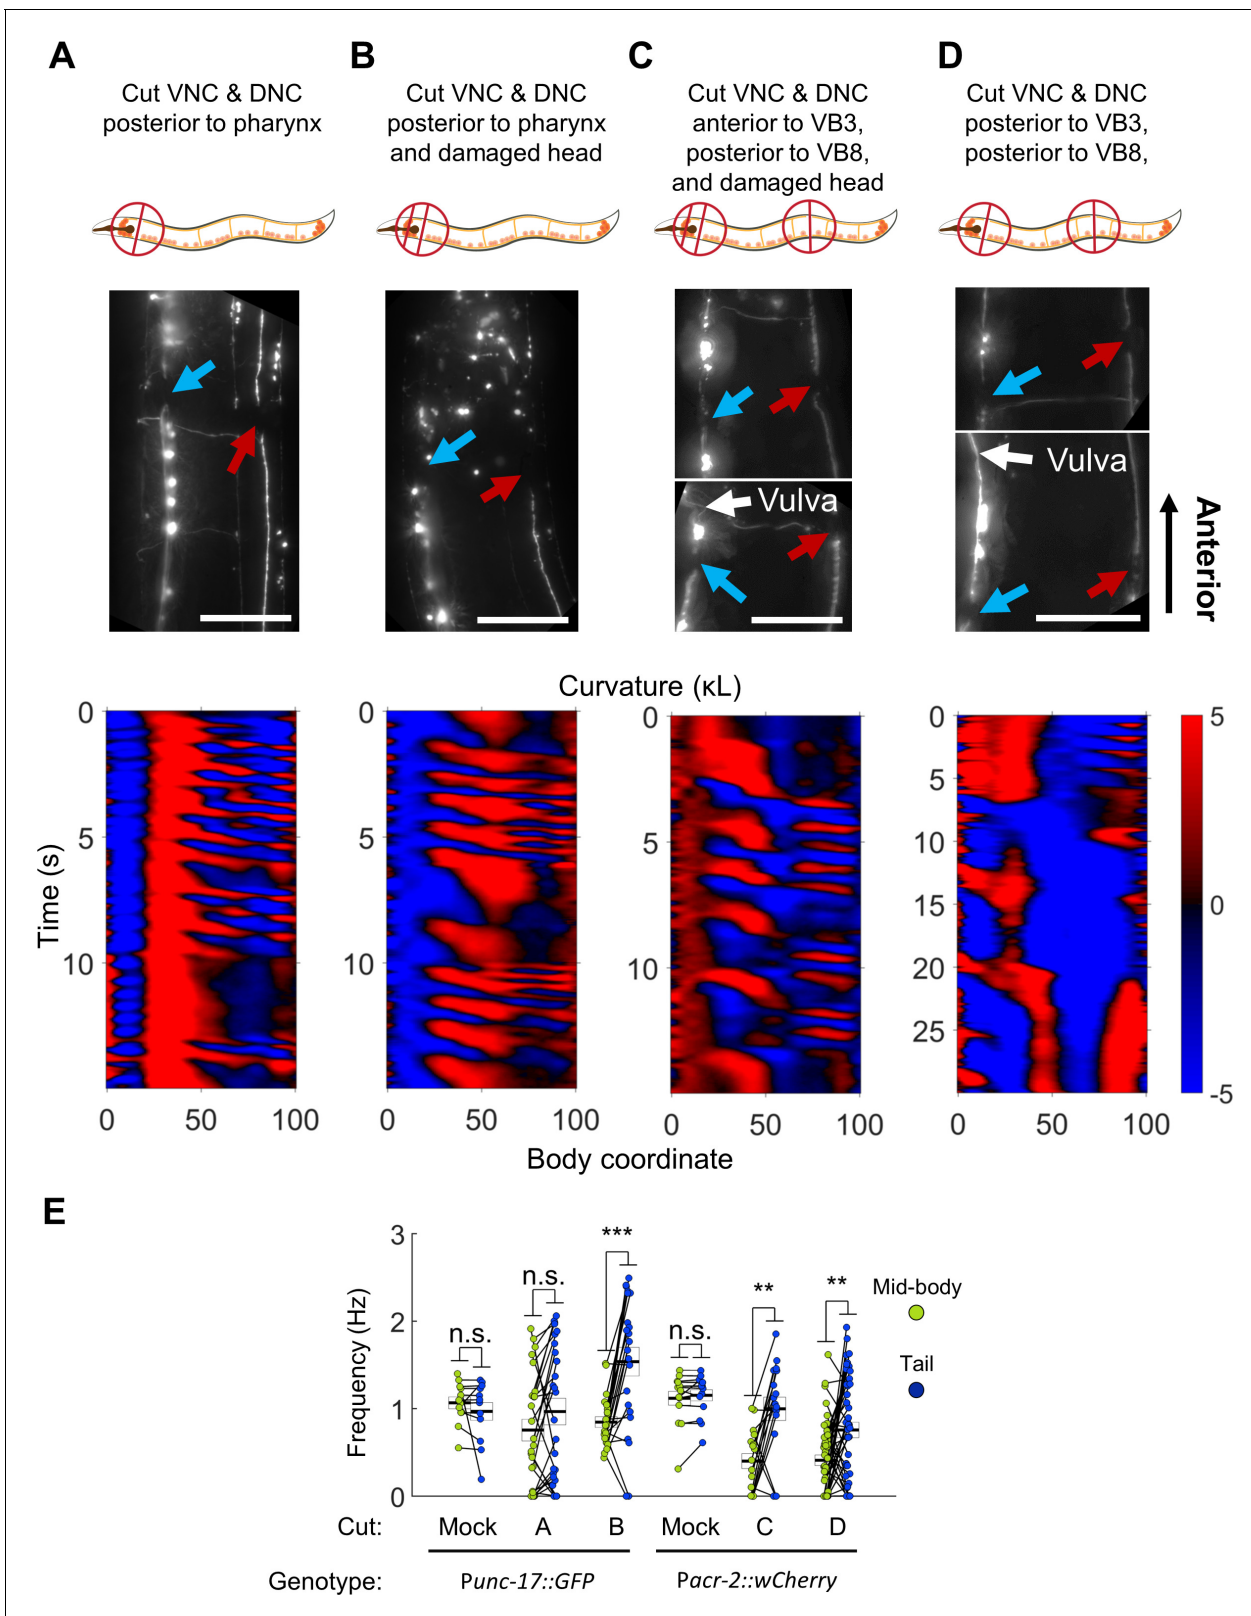 A
Cut VNC & DNC
posterior to pharynx
B
Cut VNC & DNC
posterior to pharynx
and damaged head
C
Cut VNC & DNC
anterior to VB3,
posterior to VB8,
and damaged head
D
Cut VNC & DNC
posterior to VB3,
posterior to VB8,
Vulva
Vulva
Anterior
Curvature (κL)
Time (s)
0
5
10
0
50
100
0
5
10
0
50
100
0
5
10
0
50
100
0
5
10
15
20
25
0
50
100
5
0
-5
Body coordinate
E
Frequency (Hz)
3
2
1
0
n.s.
n.s.
***
n.s.
**
**
Mid-body
Tail
Cut: Mock A B Mock C D
Genotype: Punc-17::GFP Pacr-2::wCherry